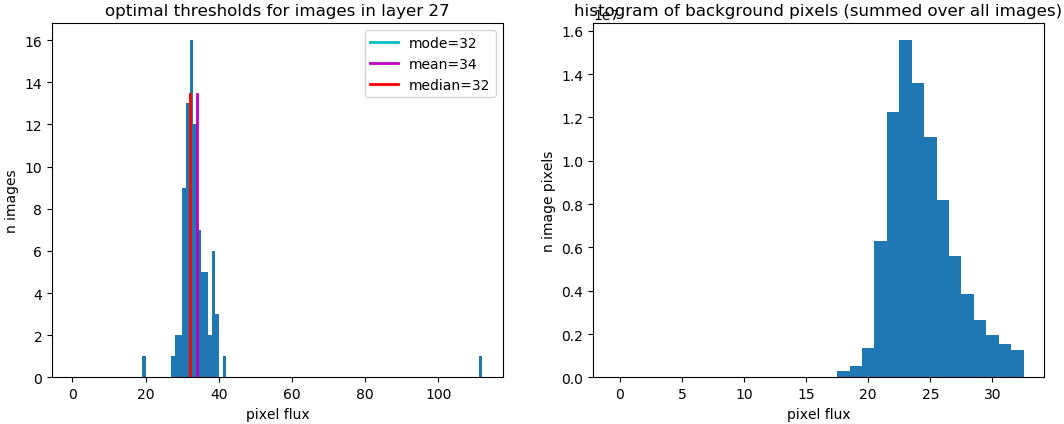 optimal thresholds for images in layer 27
mode=32
mean=34
median=32
16
14
12
10
8
6
4
2
0
n images
0 20 40 60 80 100
pixel flux
histogram of background pixels (summed over all images)
1e7
1.6
1.4
1.2
1.0
0.8
0.6
0.4
0.2
0.0
n image pixels
0 5 10 15 20 25 30
pixel flux